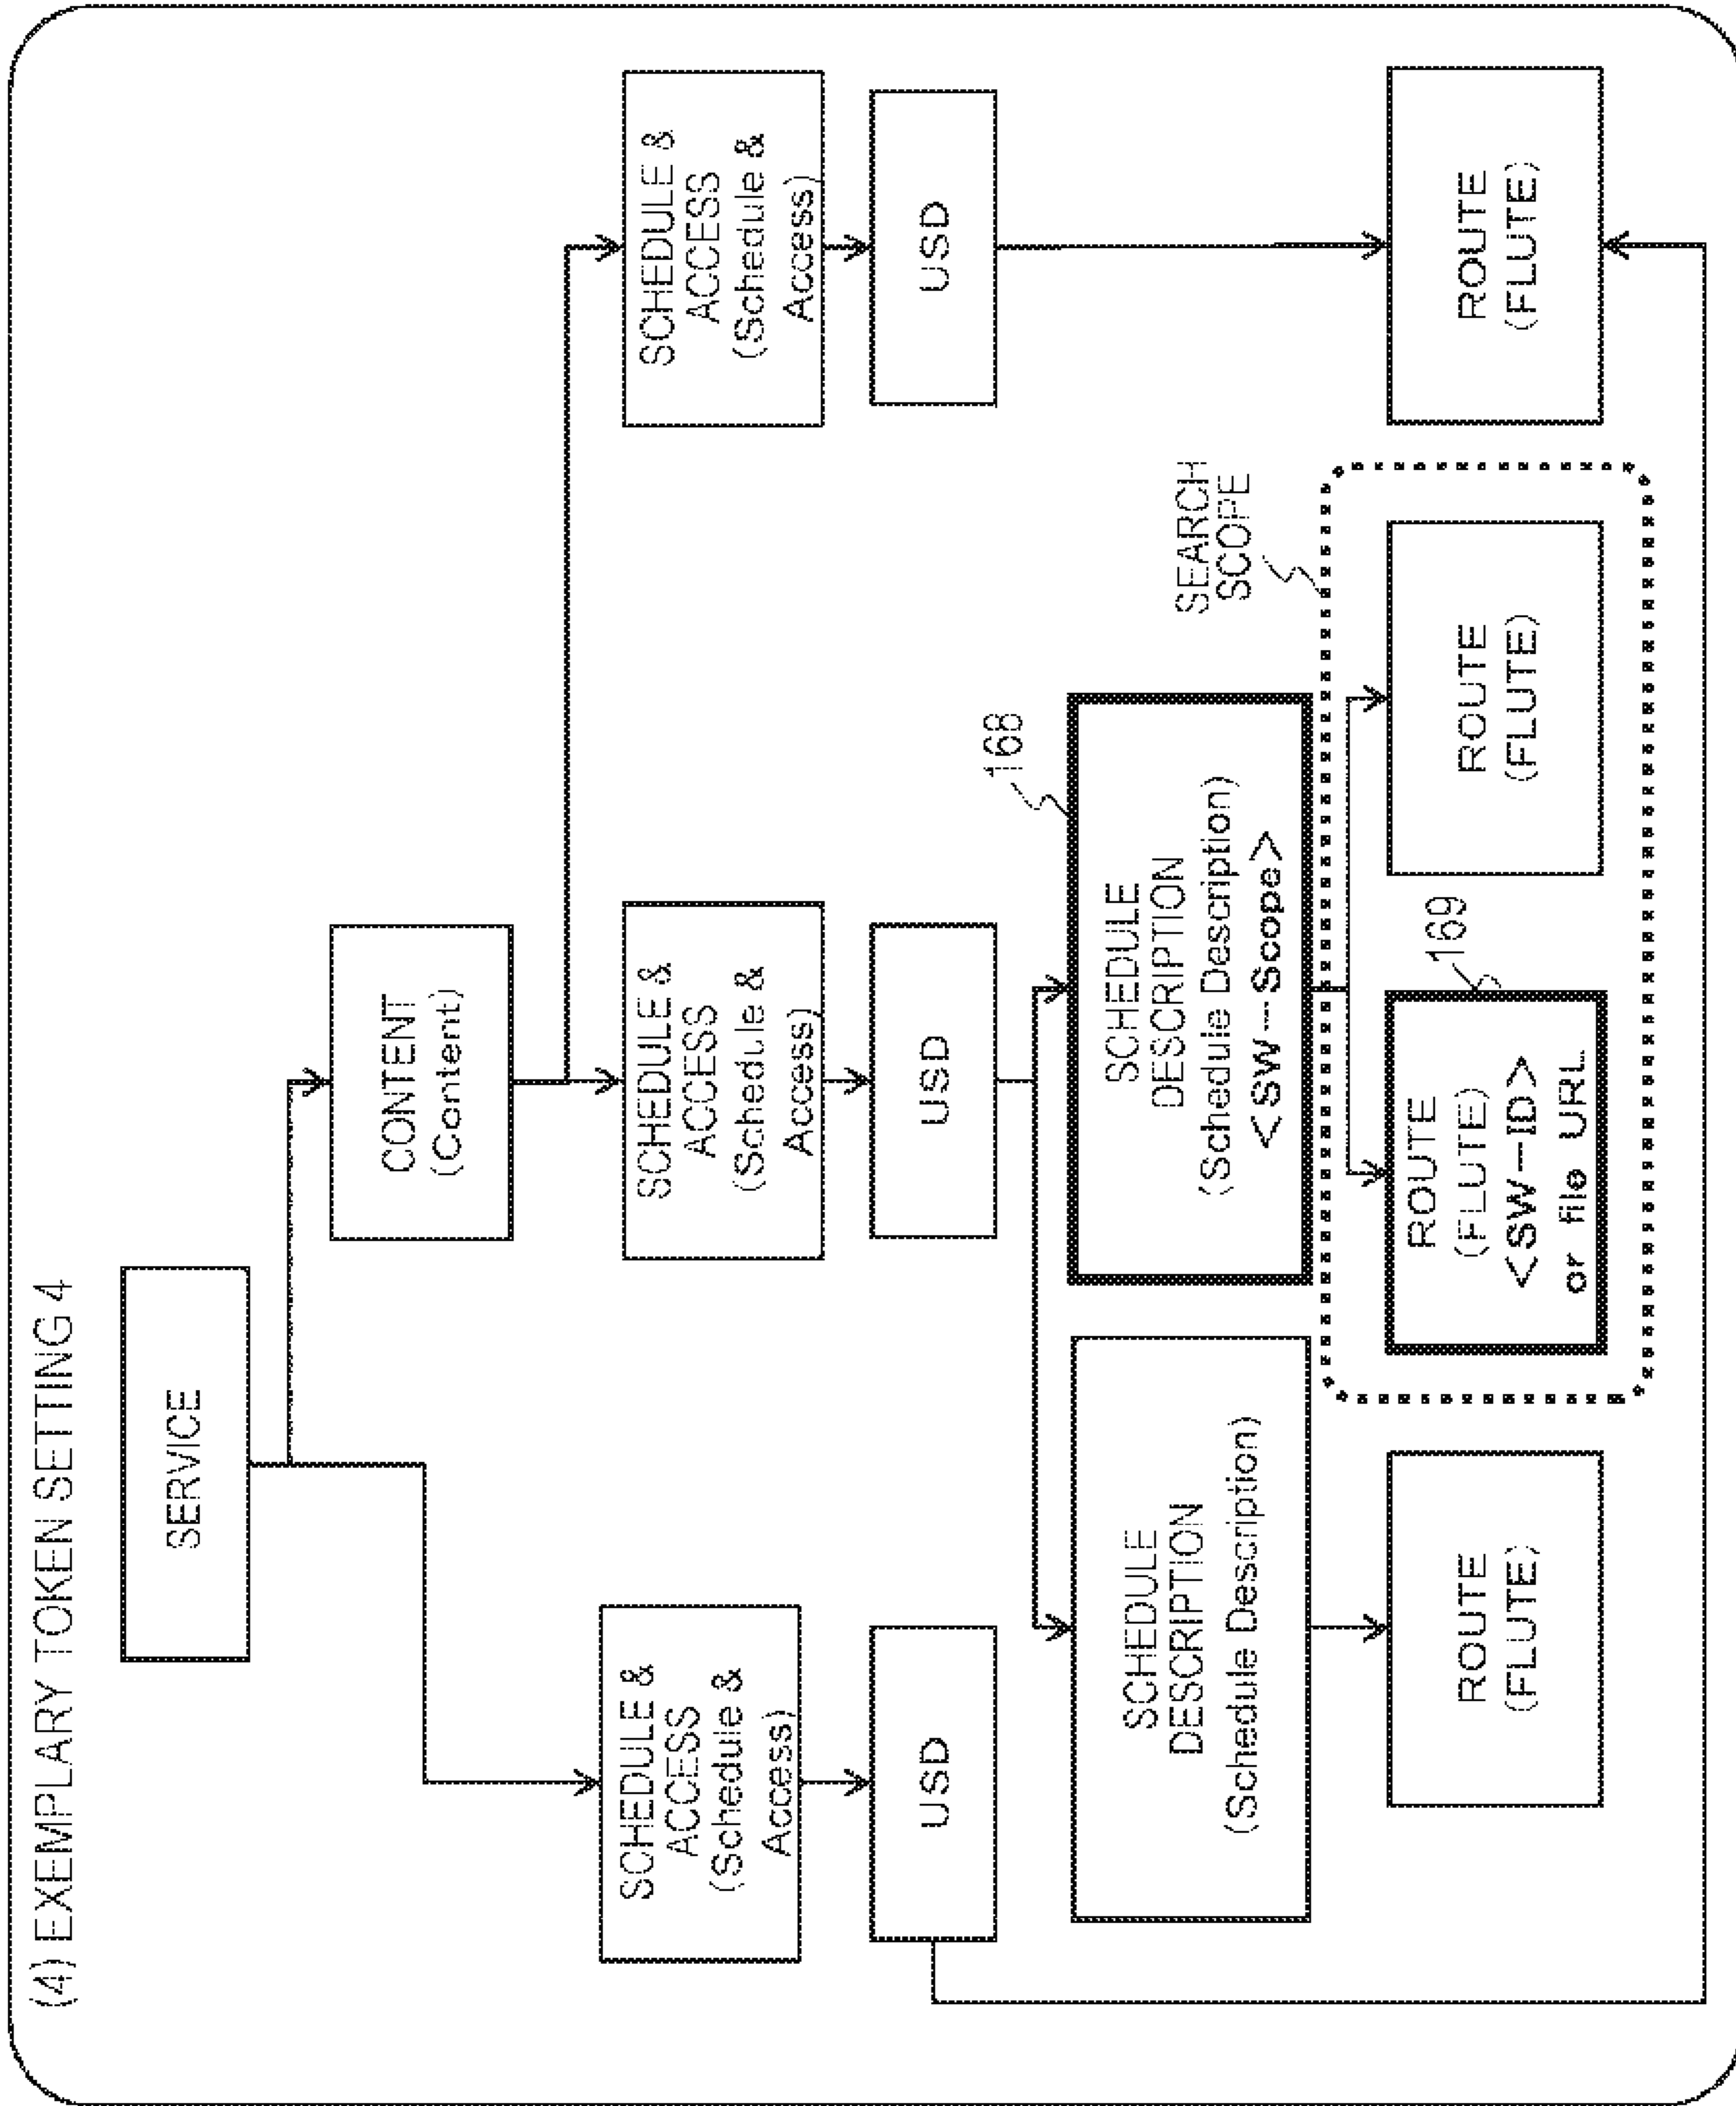 (4) EXEMPLARY TOKEN SETTING 4
SERVICE
CONTENT
(Content)
SCHEDULE &
ACCESS
(Schedule &
Access)
SCHEDULE &
ACCESS
(Schedule &
Access)
SCHEDULE &
ACCESS
(Schedule &
Access)
USD
USD
USD
SCHEDULE
DESCRIPTION
(Schedule Description)
168
SCHEDULE
DESCRIPTION
(Schedule Description)
<SW-Scope>
SEARCH
SCOPE
ROUTE
(FLUTE)
169
ROUTE
(FLUTE)
<SW-ID>
or file URL
ROUTE
(FLUTE)
ROUTE
(FLUTE)